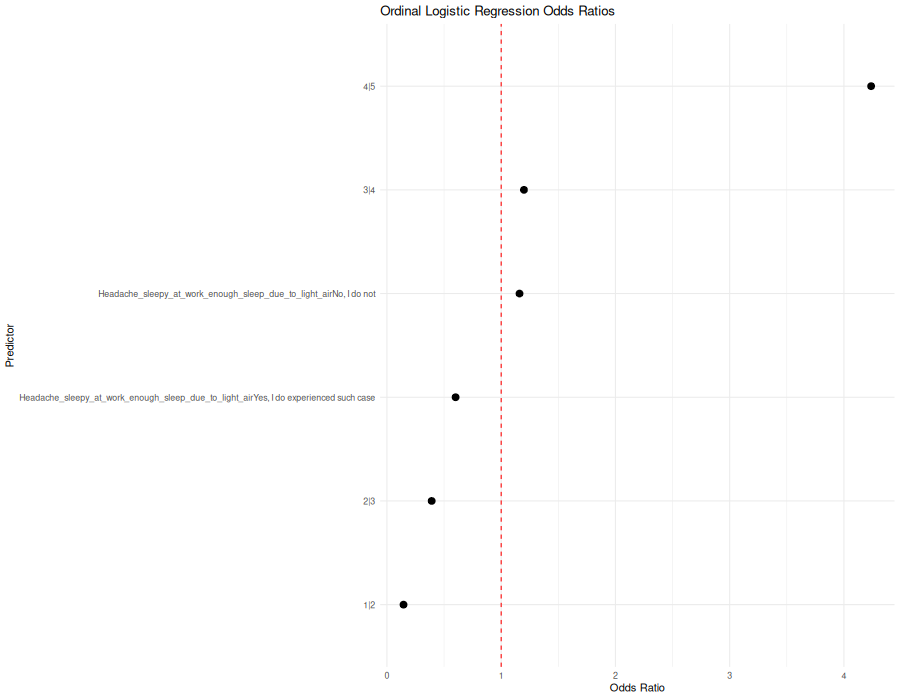 Ordinal Logistic Regression Odds Ratios
4|5
3|4
Headache_sleepy_at_work_enough_sleep_due_to_light_airNo, I do not
Predictor
Headache_sleepy_at_work_enough_sleep_due_to_light_airYes, I do experienced such case
2|3
1|2
0 1 2 3 4
Odds Ratio